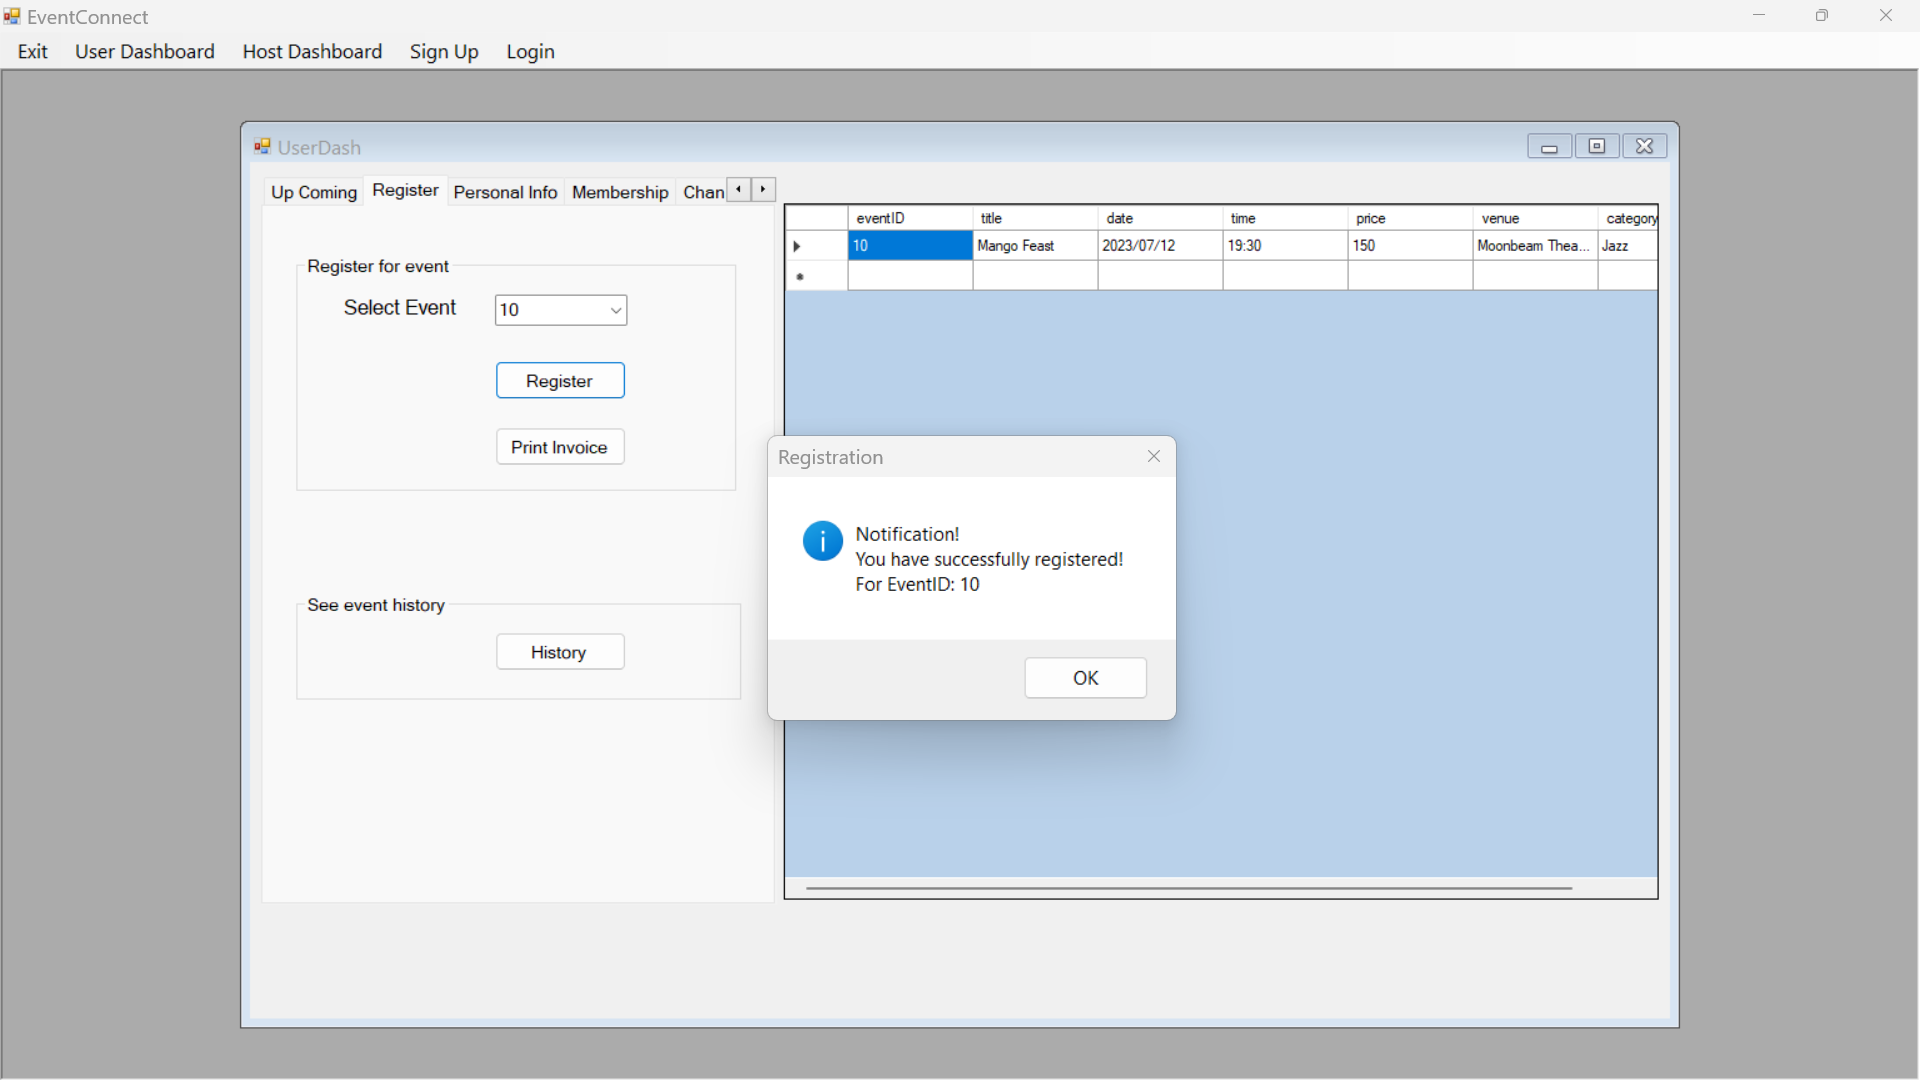 EventConnect
Exit User Dashboard Host Dashboard Sign Up Login
UserDash
Up Coming Register Personal Info Membership Chan
eventID title date time price venue category
10 Mango Feast 2023/07/12 19:30 150 Moonbeam Thea... Jazz
Register for event
Select Event 10
Register
Print Invoice
Registration
Notification!
You have successfully registered!
For EventID: 10
OK
See event history
History